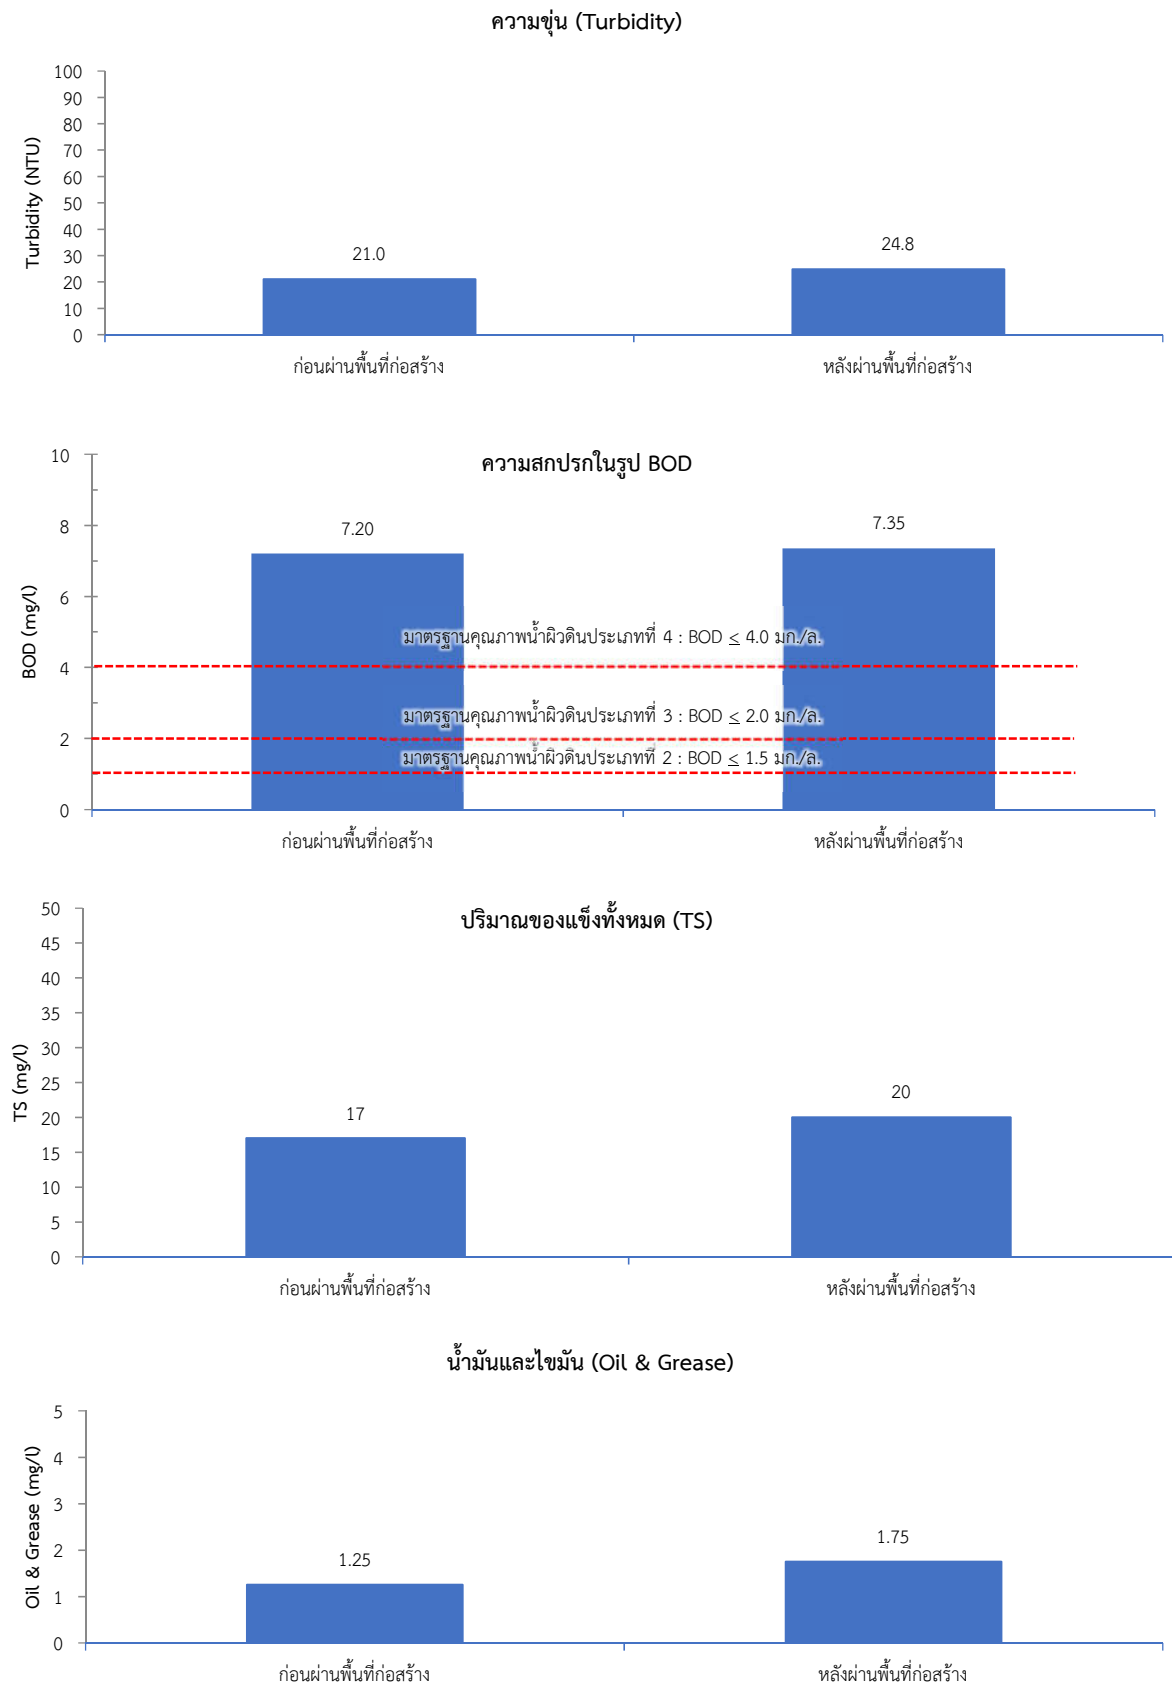 ความขุ่น (Turbidity)
Turbidity (NTU)
100
90
80
70
60
50
40
30
20
10
0
21.0
24.8
ก่อนผ่านพื้นที่ก่อสร้าง
หลังผ่านพื้นที่ก่อสร้าง
ความสกปรกในรูป BOD
BOD (mg/l)
10
8
6
4
2
0
7.20
7.35
มาตรฐานคุณภาพน้ำผิวดินประเภทที่ 4 : BOD ≤ 4.0 มก./ล.
มาตรฐานคุณภาพน้ำผิวดินประเภทที่ 3 : BOD ≤ 2.0 มก./ล.
มาตรฐานคุณภาพน้ำผิวดินประเภทที่ 2 : BOD ≤ 1.5 มก./ล.
ก่อนผ่านพื้นที่ก่อสร้าง
หลังผ่านพื้นที่ก่อสร้าง
ปริมาณของแข็งทั้งหมด (TS)
TS (mg/l)
50
45
40
35
30
25
20
15
10
5
0
17
20
ก่อนผ่านพื้นที่ก่อสร้าง
หลังผ่านพื้นที่ก่อสร้าง
น้ำมันและไขมัน (Oil & Grease)
Oil & Grease (mg/l)
5
4
3
2
1
0
1.25
1.75
ก่อนผ่านพื้นที่ก่อสร้าง
หลังผ่านพื้นที่ก่อสร้าง